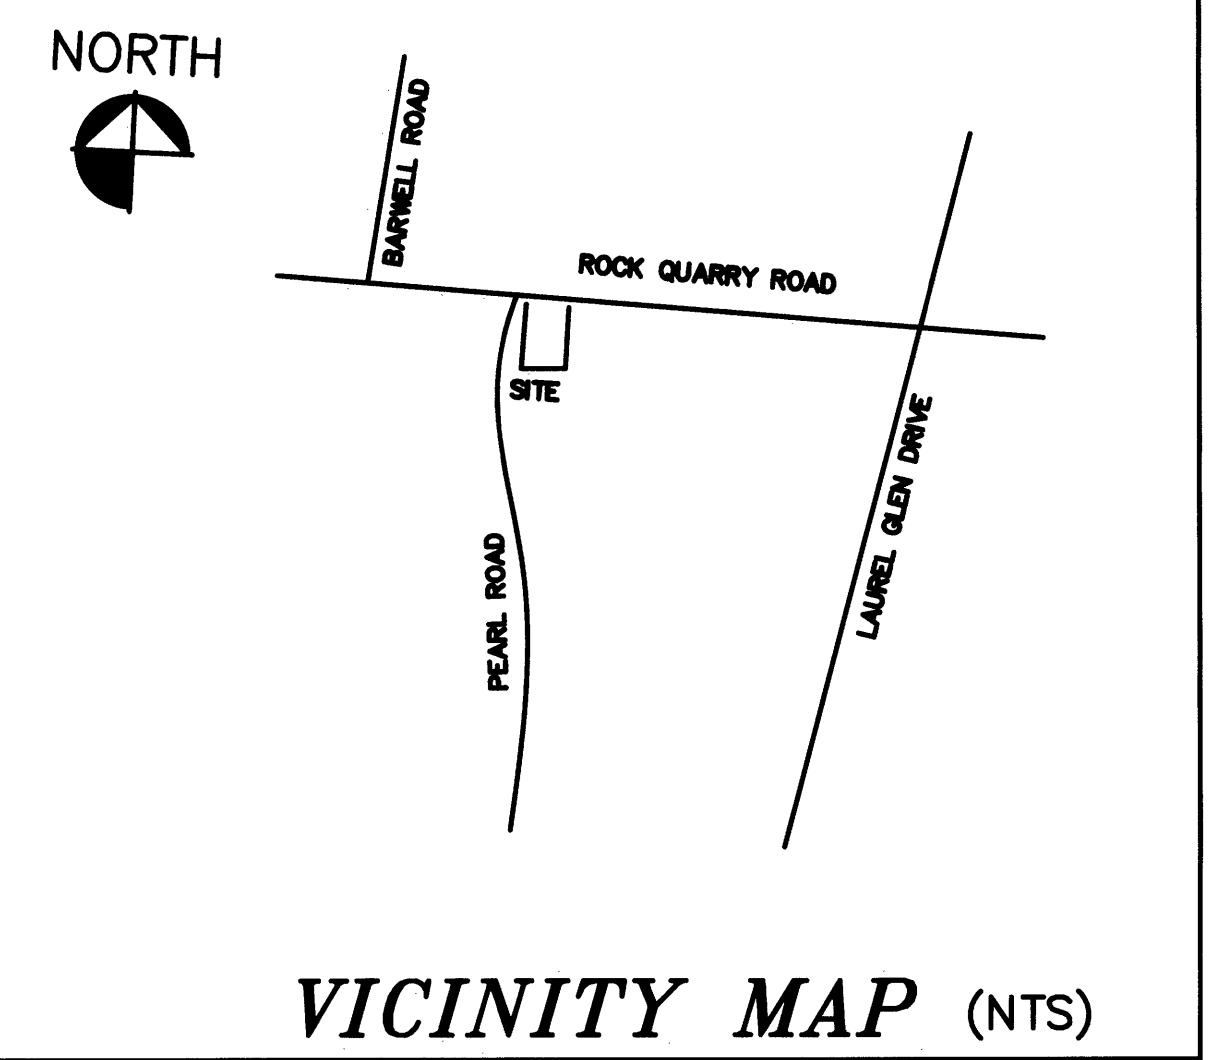 NORTH
BARWELL ROAD
ROCK QUARRY ROAD
SITE
LAUREL GLEN DRIVE
PEARL ROAD
VICINITY MAP (NTS)